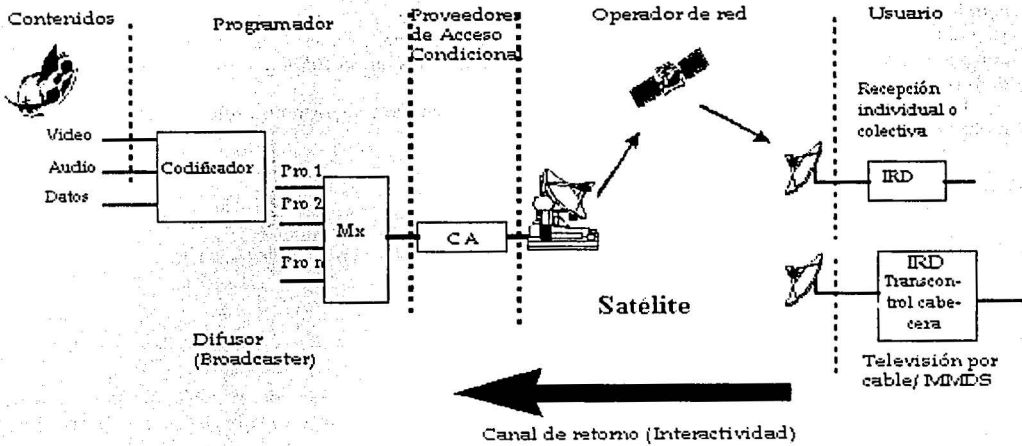 Contenidos
Programador
Proveedores
de Acceso
Condicional
Operador de red
Usuario
Video
Audio
Datos
Codificador
Pro 1
Pro 2
Pro n
Mx
CA
Recepción
individual o
colectiva
IRD
IRD
Transcon-
trol cabe-
cera
Satélite
Difusor
(Broadcaster)
Televisión por
cable/ MMDS
Canal de retorno (Interactividad)